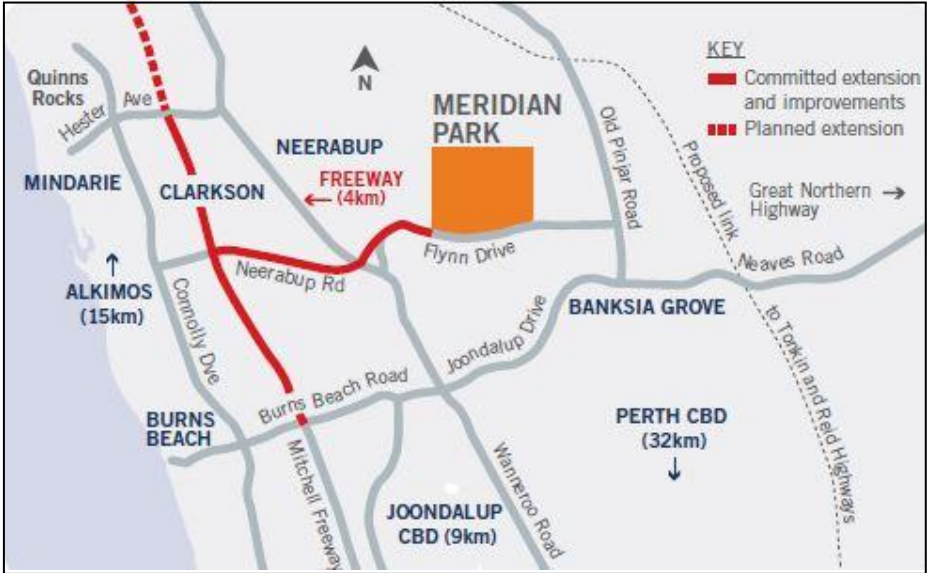 KEY
Committed extension
and improvements
Planned extension
Quinns
Rocks
Hester Ave
N
MERIDIAN
PARK
NEERABUP
FREEWAY
(4km)
MINDARIE
CLARKSON
Old Pinjar Road
Proposed link
to Tonkin and Reid Highways
Great Northern
Highway
Flynn Drive
Neerabup Rd
Neaves Road
ALKIMOS
(15km)
Connolly Dve
BANKSIA GROVE
Joondalup Drive
Burns Beach Road
BURNS
BEACH
PERTH CBD
(32km)
Mitchell Freeway
Wanneroo Road
JOONDALUP
CBD (9km)